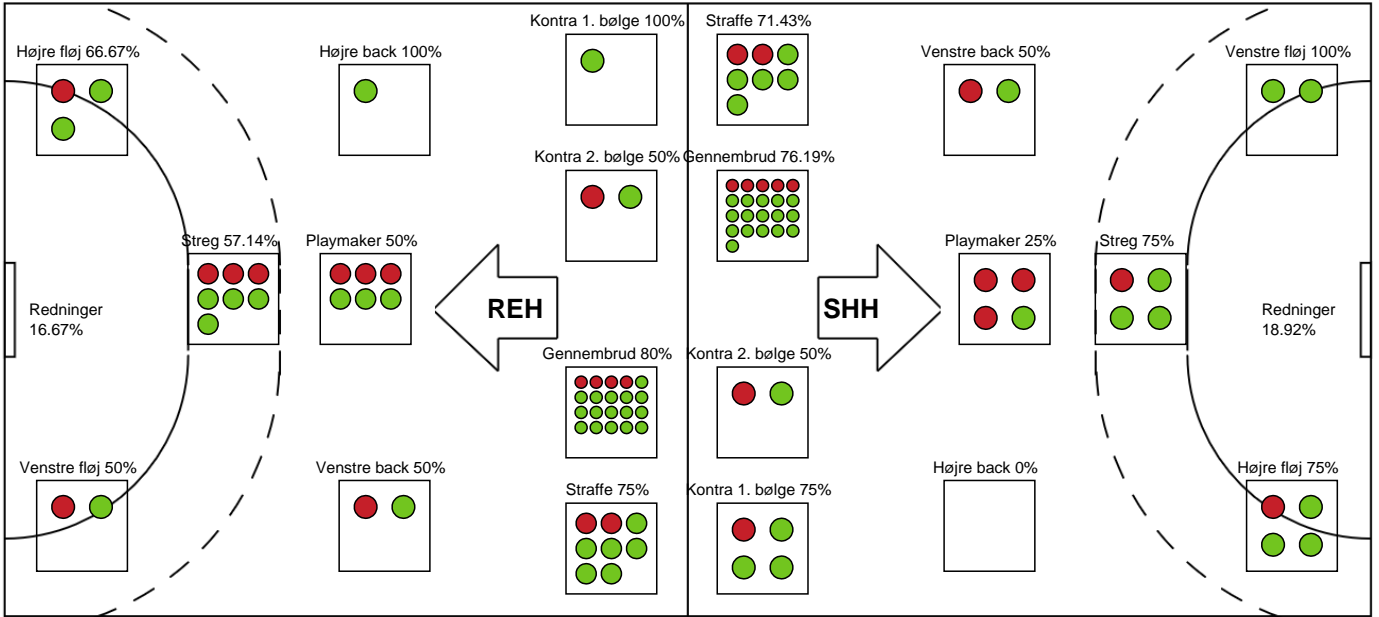 Kontra 1. bølge 100%
Straffe 71.43%
Højre fløj 66.67%
Højre back 100%
Venstre back 50%
Venstre fløj 100%
Kontra 2. bølge 50%
Gennembrud 76.19%
Streg 57.14%
Playmaker 50%
Playmaker 25%
Streg 75%
Redninger
16.67%
REH
SHH
Redninger
18.92%
Gennembrud 80%
Kontra 2. bølge 50%
Venstre fløj 50%
Venstre back 50%
Højre back 0%
Højre fløj 75%
Straffe 75%
Kontra 1. bølge 75%